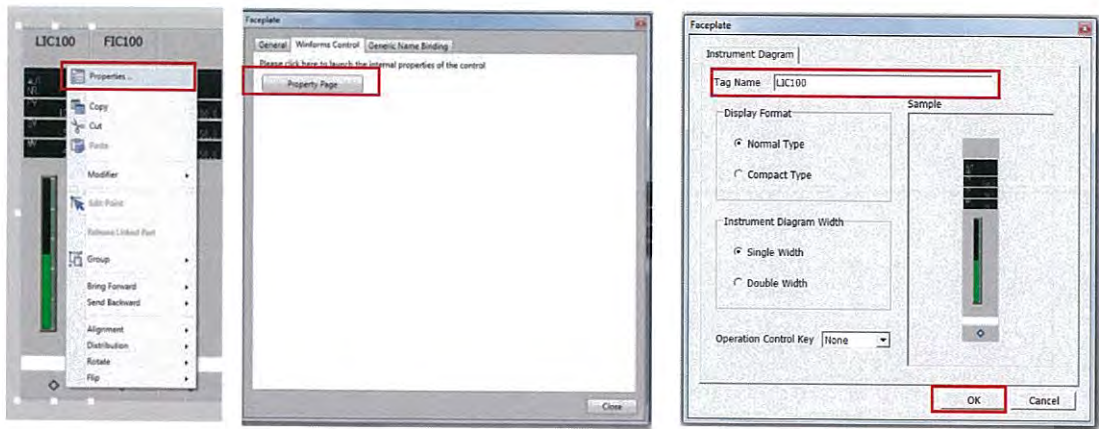 LIC100 FIC100
Properties...
Copy
Cut
Paste
Modifier
Edit Point
Release Linked Part
Group
Bring Forward
Send Backward
Alignment
Distribution
Rotate
Flip
Faceplate
General Winforms Control Generic Name Binding
Please click here to launch the internal properties of the control
Property Page
Close
Faceplate
Instrument Diagram
Tag Name LIC100
Display Format
Normal Type
Compact Type
Instrument Diagram Width
Single Width
Double Width
Operation Control Key None
Sample
OK Cancel